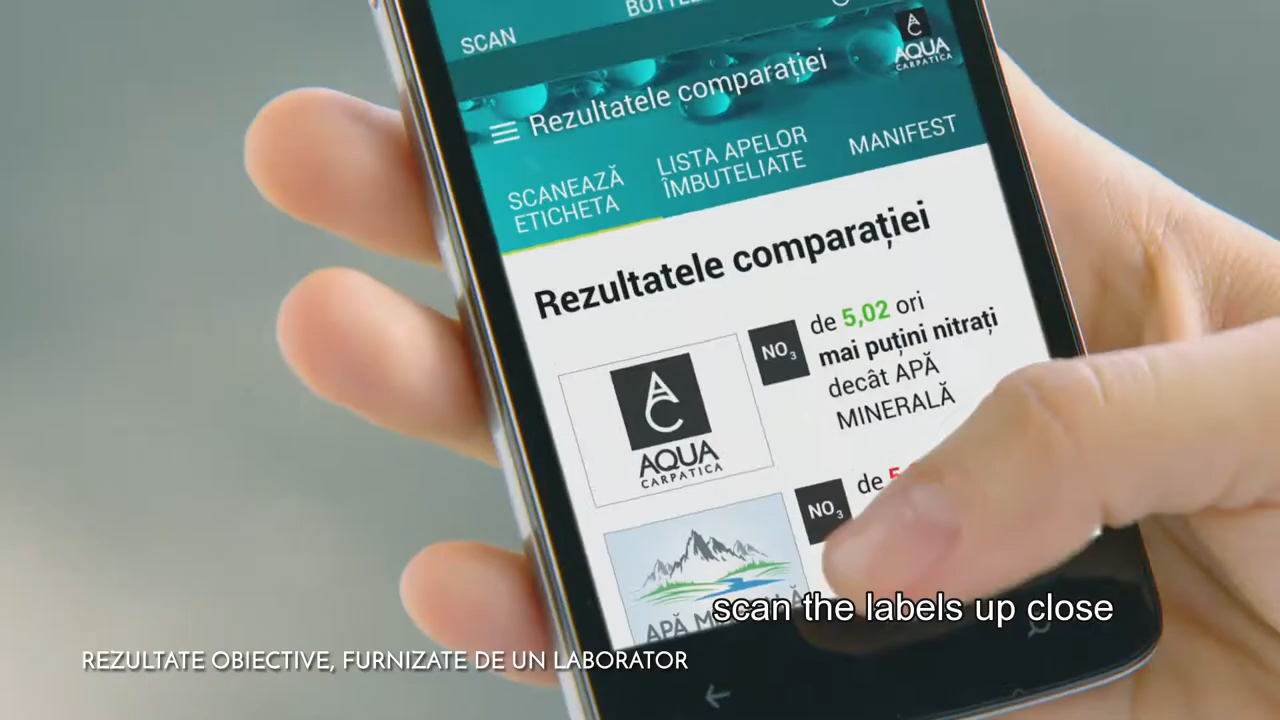 SCAN
AQUA
CARPATICA
Rezultatele comparației
SCANEAZĂ
ETICHETA
LISTA APELOR
ÎMBUTELIATE
MANIFEST
Rezultatele comparației
AQUA
CARPATICA
NO3
de 5,02 ori
mai puțini nitrați
decât APĂ
MINERALĂ
NO3
de
APĂ
scan the labels up close
REZULTATE OBIECTIVE, FURNIZATE DE UN LABORATOR